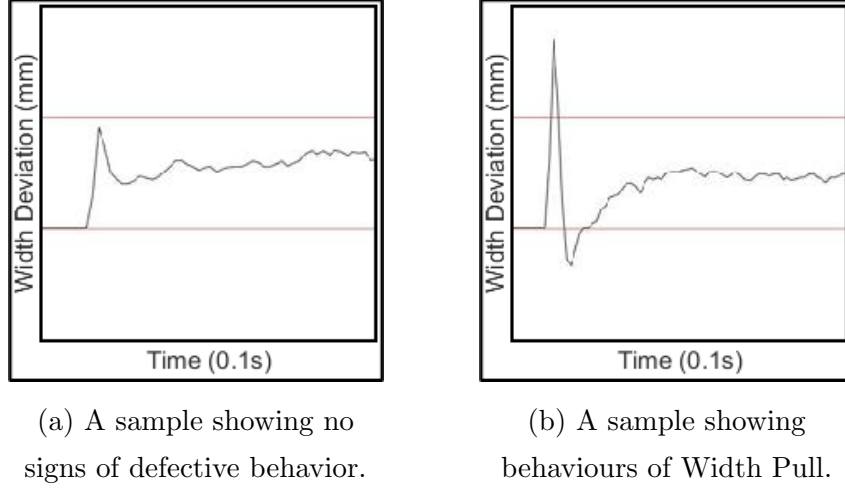 Width Deviation (mm)
Time (0.1s)
Width Deviation (mm)
Time (0.1s)
(a) A sample showing no
signs of defective behavior.
(b) A sample showing
behaviours of Width Pull.